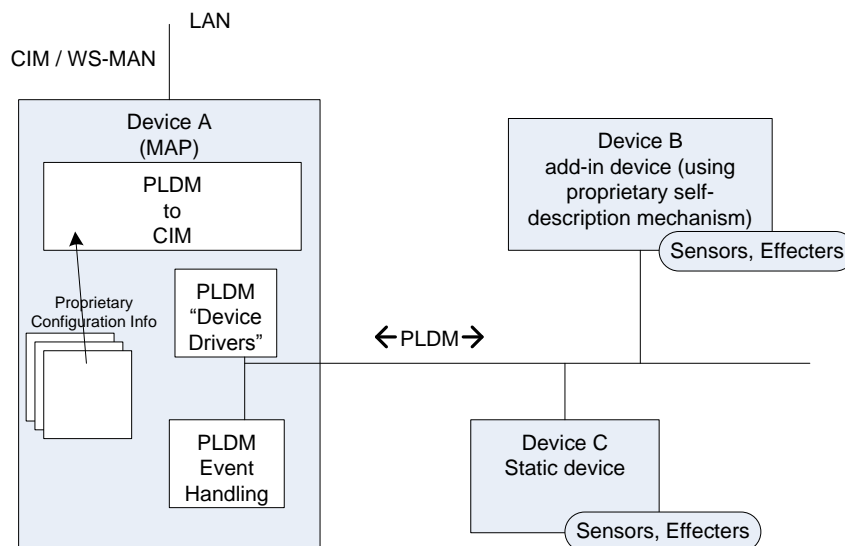 LAN
CIM / WS-MAN
Device A
(MAP)
PLDM
to
CIM
Proprietary
Configuration Info
PLDM
“Device
Drivers”
PLDM
Event
Handling
←PLDM→
Device B
add-in device (using
proprietary self-
description mechanism)
Sensors, Effecters
Device C
Static device
Sensors, Effecters